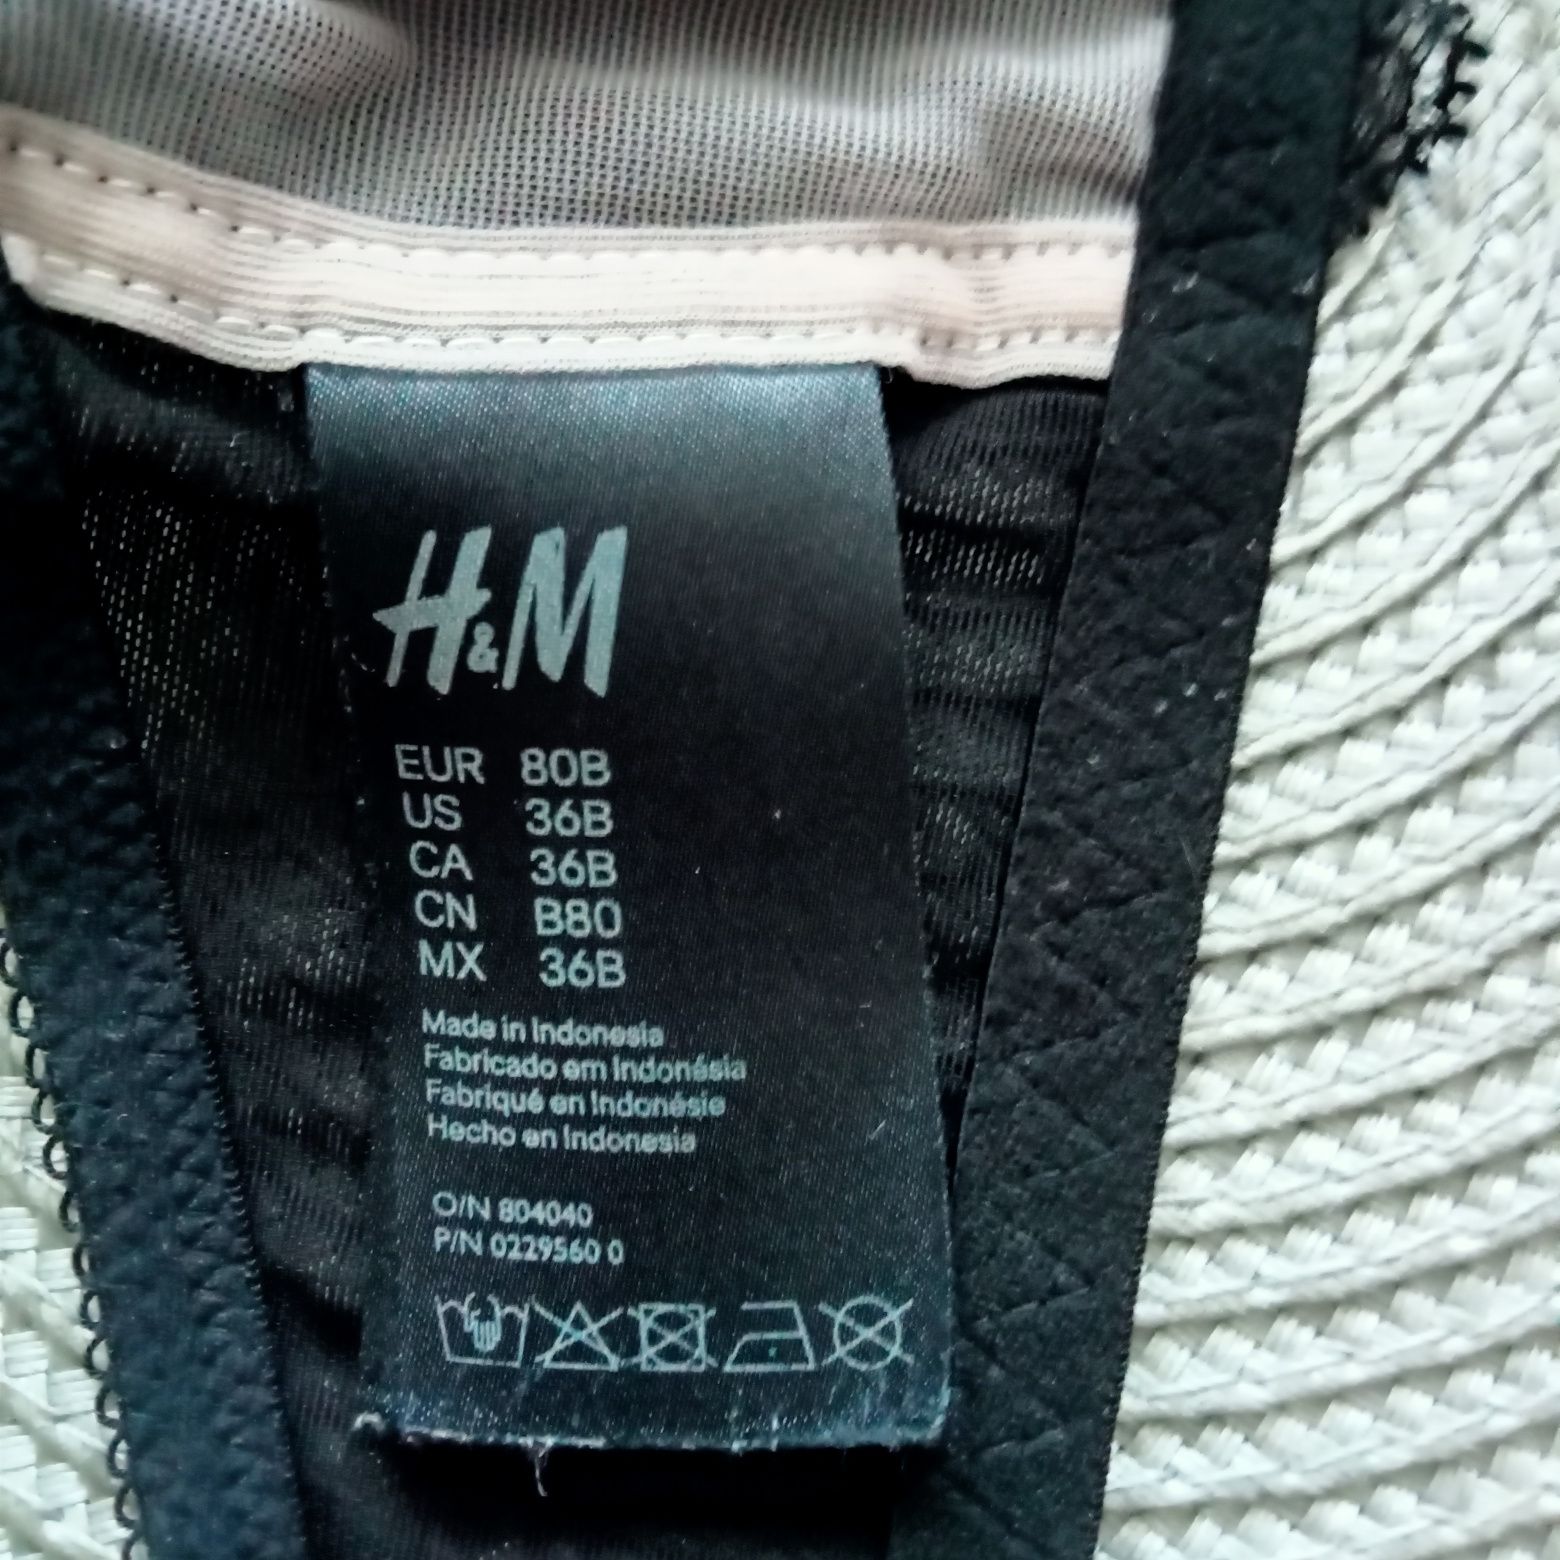 H&M
EUR 80B
US 36B
CA 36B
CN B80
MX 36B
Made in Indonesia
Fabricado em Indonésia
Fabriqué en Indonésie
Hecho en Indonesia
O/N 804040
P/N 0229560 0